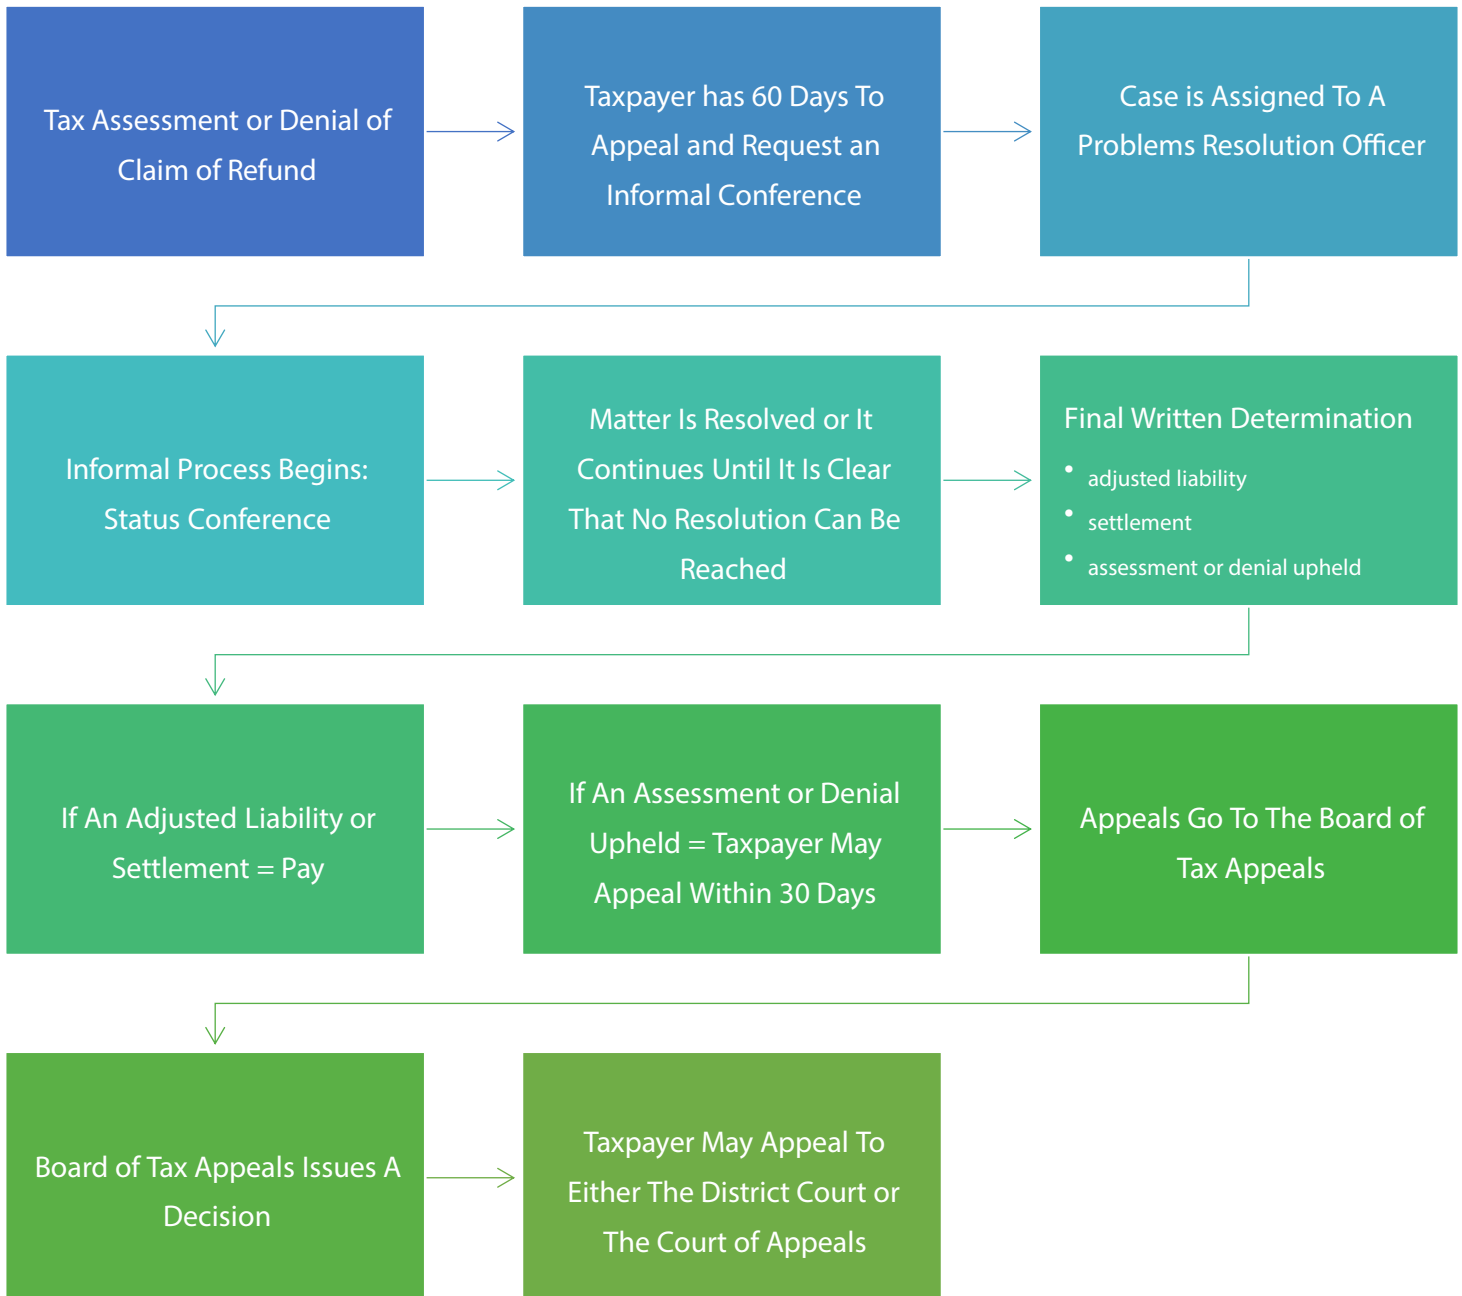 Tax Assessment or Denial of
Claim of Refund
Taxpayer has 60 Days To
Appeal and Request an
Informal Conference
Case is Assigned To A
Problems Resolution Officer
Informal Process Begins:
Status Conference
Matter Is Resolved or It
Continues Until It Is Clear
That No Resolution Can Be
Reached
Final Written Determination
• adjusted liability
• settlement
• assessment or denial upheld
If An Adjusted Liability or
Settlement = Pay
If An Assessment or Denial
Upheld = Taxpayer May
Appeal Within 30 Days
Appeals Go To The Board of
Tax Appeals
Board of Tax Appeals Issues A
Decision
Taxpayer May Appeal To
Either The District Court or
The Court of Appeals